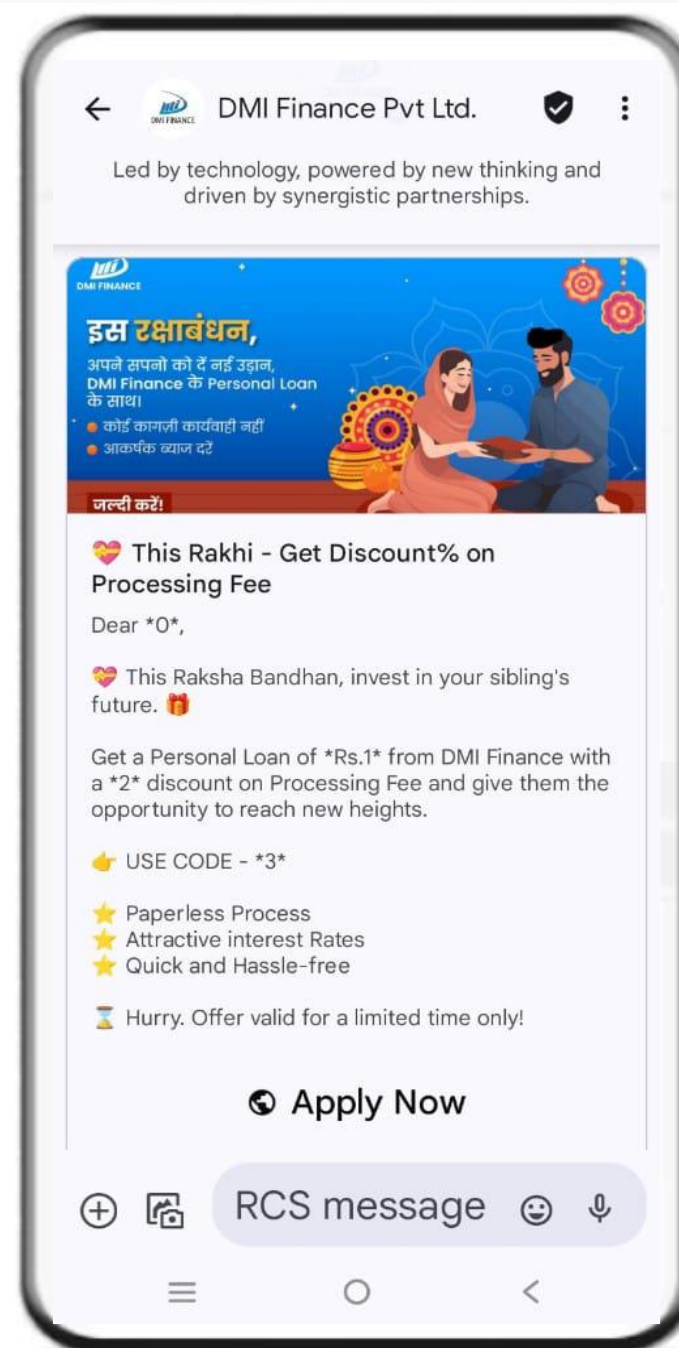 DMI FINANCE
DMI Finance Pvt Ltd.
Led by technology, powered by new thinking and
driven by synergistic partnerships.
DMI FINANCE
इस रक्षाबंधन,
अपने सपनो को दें नई उड़ान,
DMI Finance के Personal Loan
के साथ।
कोई कागज़ी कार्यवाही नहीं
आकर्षक ब्याज दरें
जल्दी करें!
💝 This Rakhi - Get Discount% on
Processing Fee
Dear *0*,
💝 This Raksha Bandhan, invest in your sibling's
future. 🎁
Get a Personal Loan of *Rs.1* from DMI Finance with
a *2* discount on Processing Fee and give them the
opportunity to reach new heights.
👉 USE CODE - *3*
⭐ Paperless Process
⭐ Attractive interest Rates
⭐ Quick and Hassle-free
⏳ Hurry. Offer valid for a limited time only!
Apply Now
RCS message